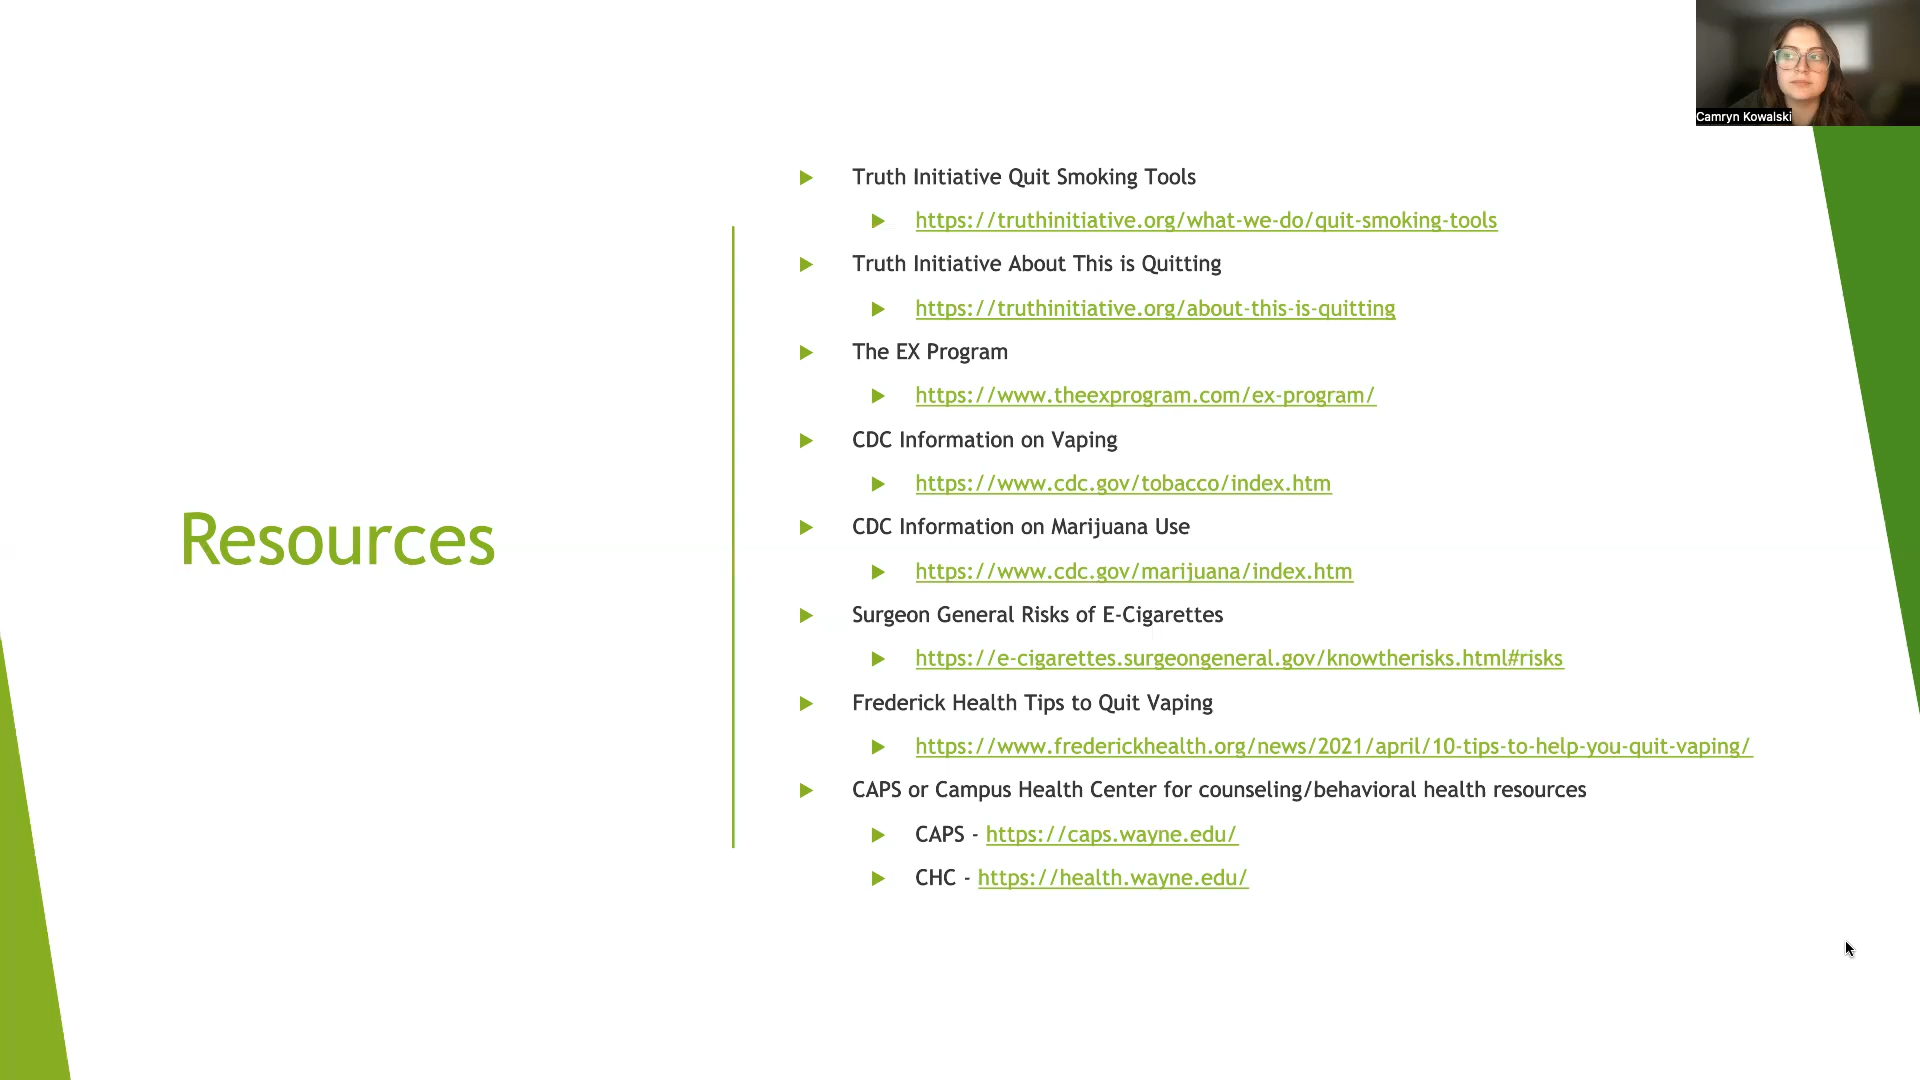 Camryn Kowalski
Resources
Truth Initiative Quit Smoking Tools
https://truthinitiative.org/what-we-do/quit-smoking-tools
Truth Initiative About This is Quitting
https://truthinitiative.org/about-this-is-quitting
The EX Program
https://www.theexprogram.com/ex-program/
CDC Information on Vaping
https://www.cdc.gov/tobacco/index.htm
CDC Information on Marijuana Use
https://www.cdc.gov/marijuana/index.htm
Surgeon General Risks of E-Cigarettes
https://e-cigarettes.surgeongeneral.gov/knowtherisks.html#risks
Frederick Health Tips to Quit Vaping
https://www.frederickhealth.org/news/2021/april/10-tips-to-help-you-quit-vaping/
CAPS or Campus Health Center for counseling/behavioral health resources
CAPS - https://caps.wayne.edu/
CHC - https://health.wayne.edu/